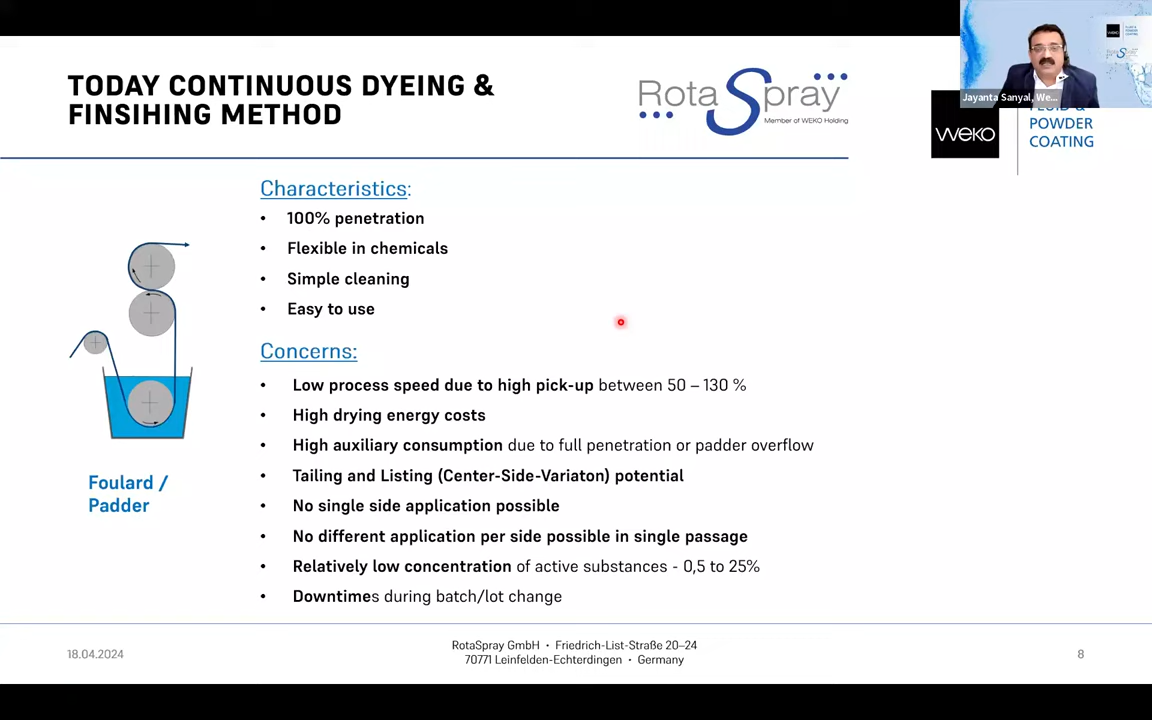 TODAY CONTINUOUS DYEING &
FINSIHING METHOD
Rota Spray
Member of WEKO Holding
WEKO
FLUID &
POWDER
COATING
Jayanta Sanyal, We...
WEKO
Characteristics:
• 100% penetration
• Flexible in chemicals
• Simple cleaning
• Easy to use
Concerns:
• Low process speed due to high pick-up between 50 – 130 %
• High drying energy costs
• High auxiliary consumption due to full penetration or padder overflow
• Tailing and Listing (Center-Side-Variaton) potential
• No single side application possible
• No different application per side possible in single passage
• Relatively low concentration of active substances - 0,5 to 25%
• Downtimes during batch/lot change
Foulard /
Padder
18.04.2024
RotaSpray GmbH • Friedrich-List-Straße 20–24
70771 Leinfelden-Echterdingen • Germany
8